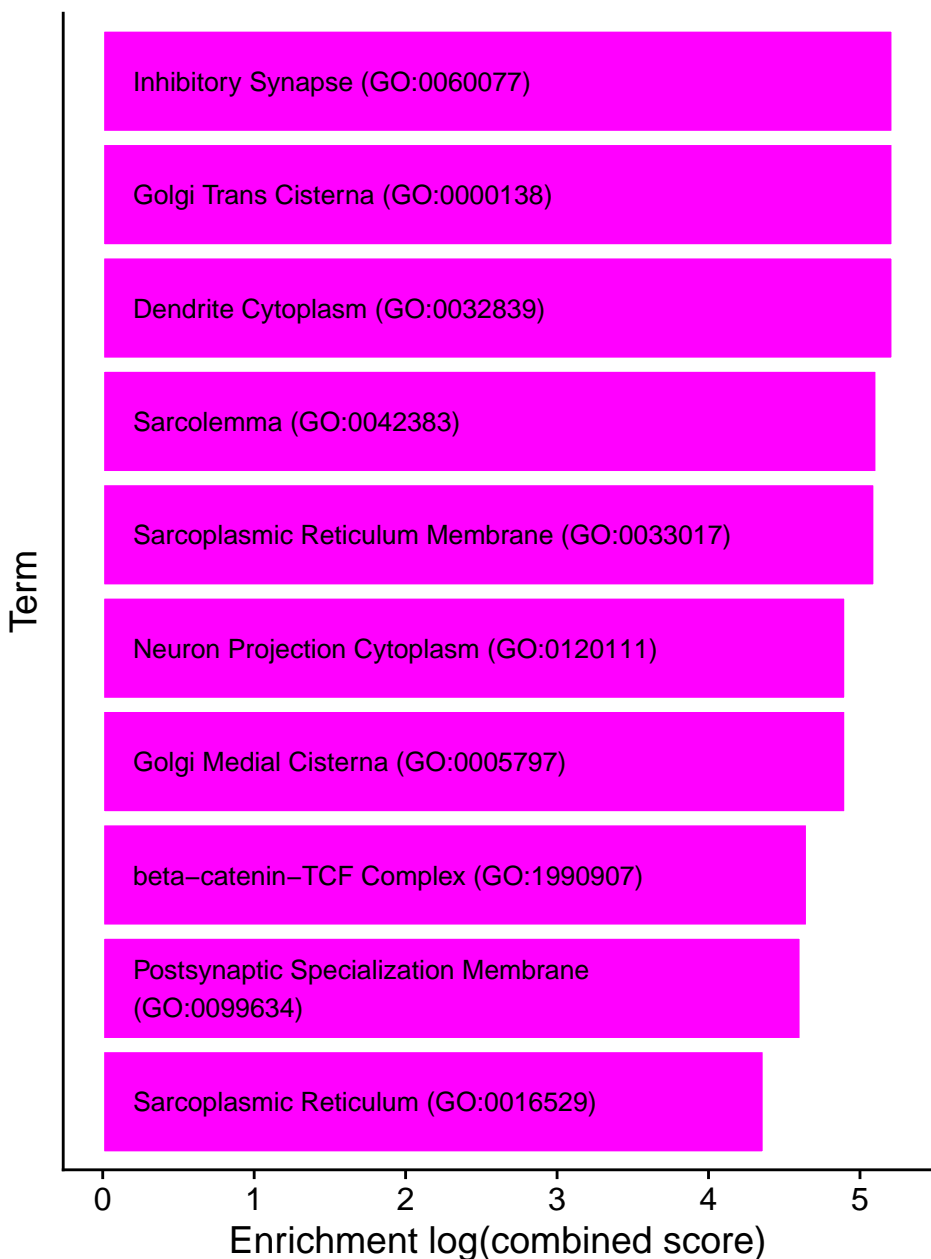 Inhibitory Synapse (GO:0060077)
Golgi Trans Cisterna (GO:0000138)
Dendrite Cytoplasm (GO:0032839)
Sarcolemma (GO:0042383)
Sarcoplasmic Reticulum Membrane (GO:0033017)
Neuron Projection Cytoplasm (GO:0120111)
Golgi Medial Cisterna (GO:0005797)
beta−catenin−TCF Complex (GO:1990907)
Postsynaptic Specialization Membrane
(GO:0099634)
Sarcoplasmic Reticulum (GO:0016529)
Term
0 1 2 3 4 5
Enrichment log(combined score)